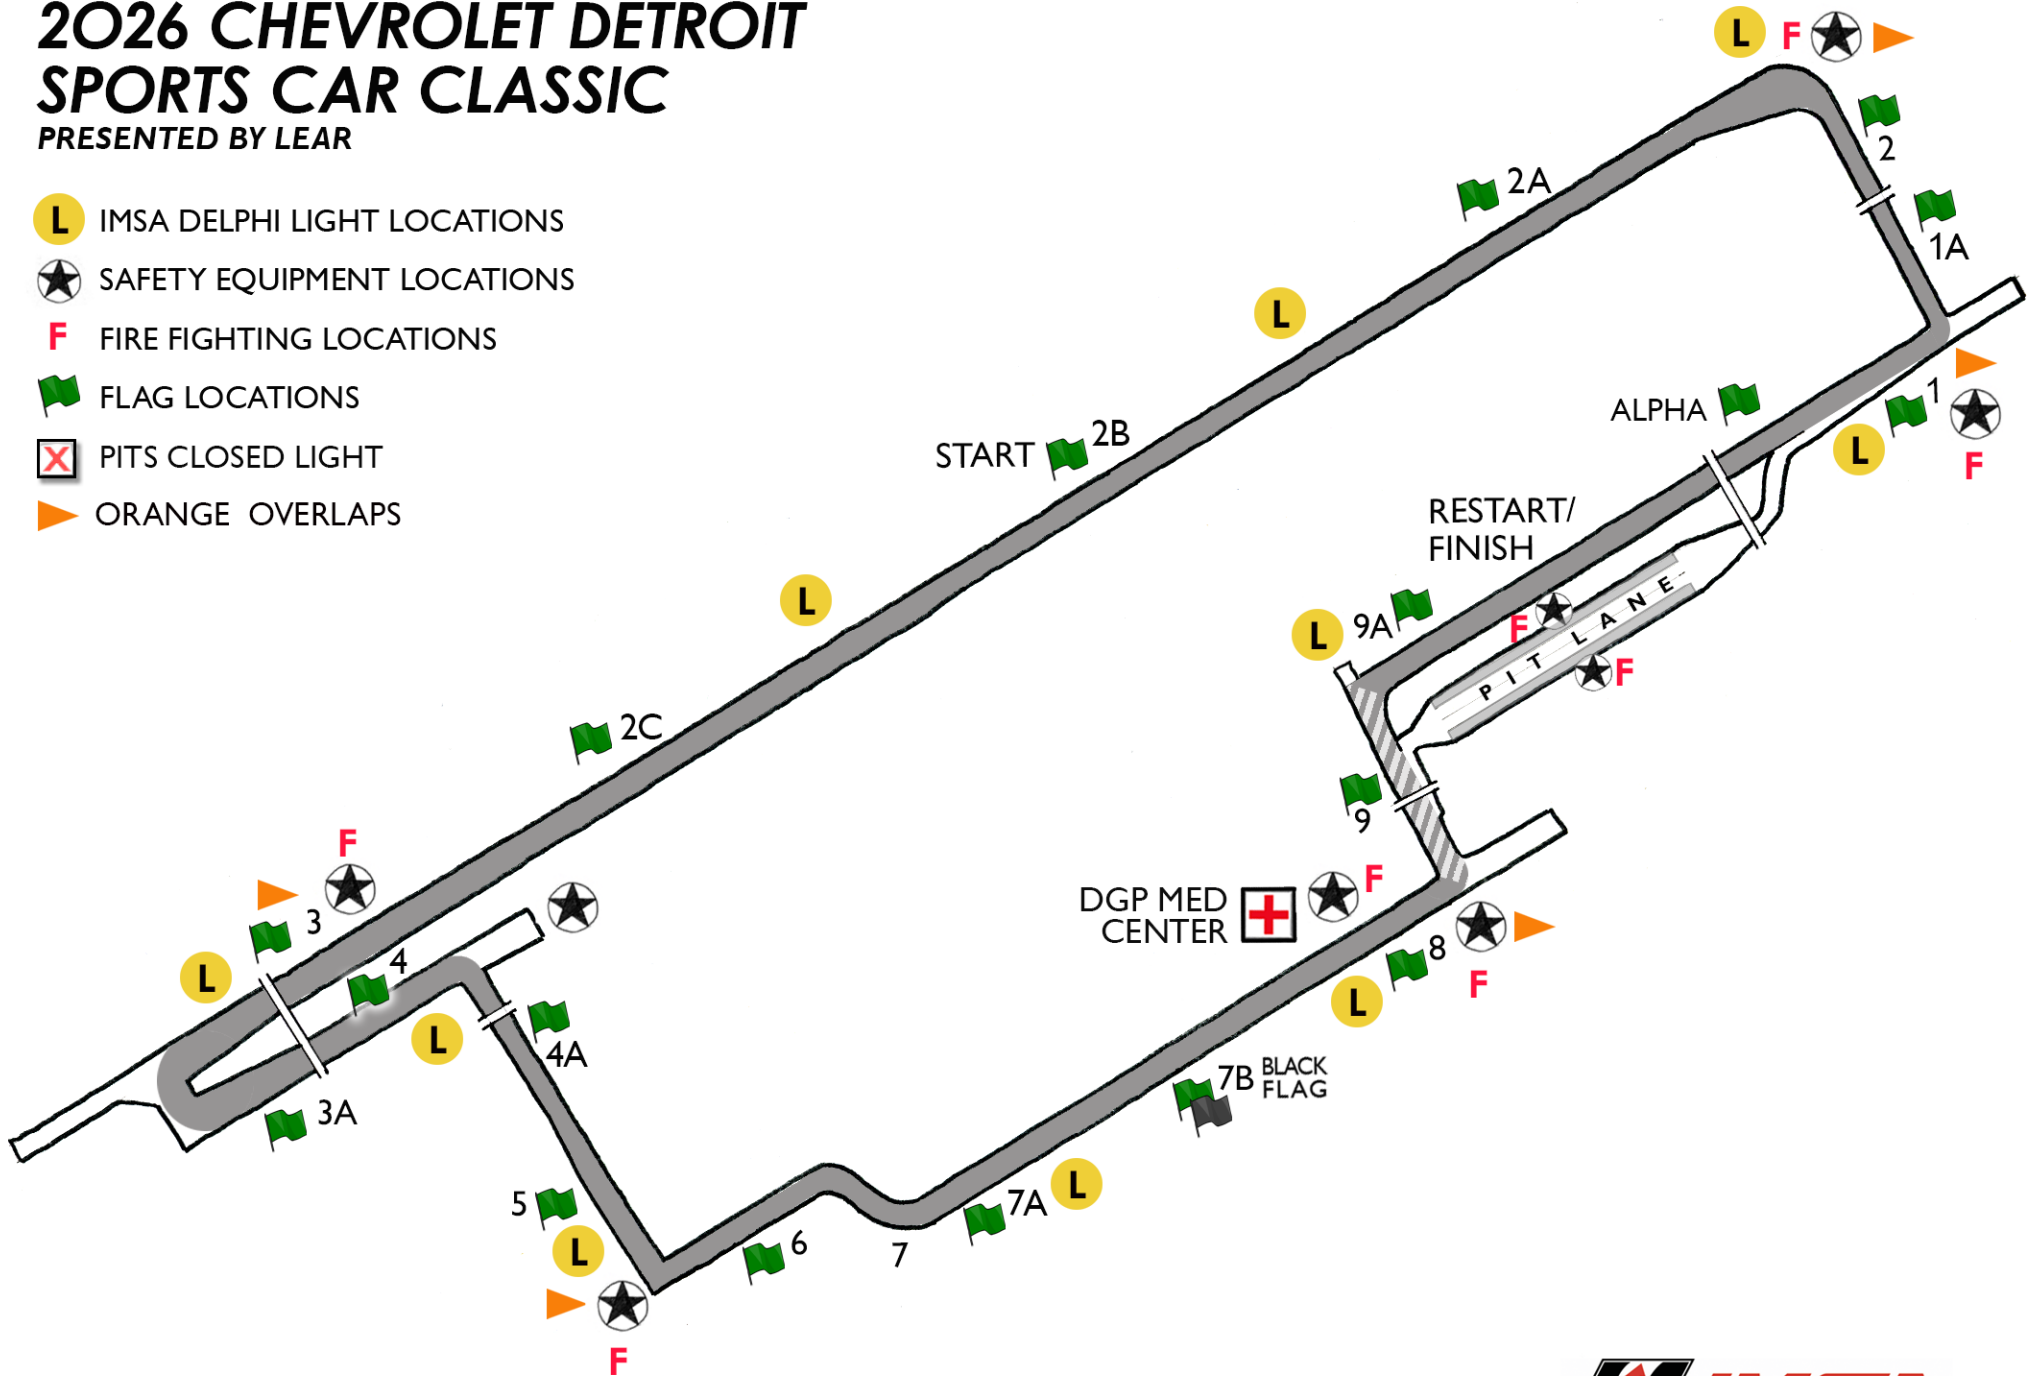 2026 CHEVROLET DETROIT
SPORTS CAR CLASSIC
PRESENTED BY LEAR
L IMSA DELPHI LIGHT LOCATIONS
SAFETY EQUIPMENT LOCATIONS
F FIRE FIGHTING LOCATIONS
FLAG LOCATIONS
X PITS CLOSED LIGHT
ORANGE OVERLAPS
L F
2
2A
1A
L
1
ALPHA
L
F
START 2B
RESTART/
FINISH
L
L 9A
F
PIT LANE
F
2C
9
F
3
L
4
L
4A
3A
DGP MED
CENTER
F
8
L
F
7B BLACK
FLAG
5
L
6
7
7A
L
F